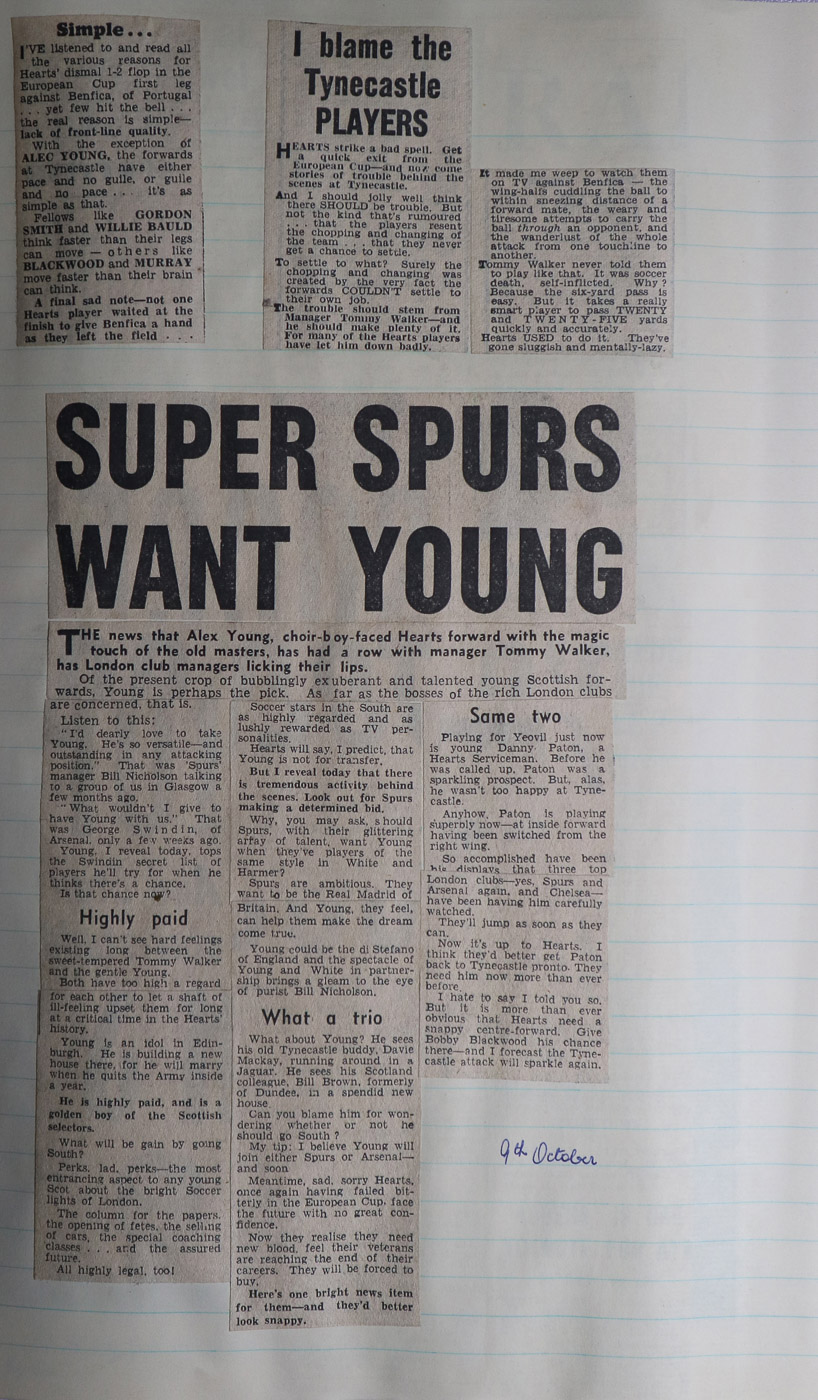 Simple...
I'VE listened to and read all
the various reasons for
Hearts' dismal 1-2 flop in the
European Cup first leg
against Benfica, of Portugal
... yet few hit the bell ...
the real reason is simple—
lack of front-line quality.
With the exception of
ALEC YOUNG, the forwards
at Tynecastle have either
pace and no guile, or guile
and no pace ... it's as
simple as that.
Fellows like GORDON
SMITH and WILLIE BAULD
think faster than their legs
can move — others like
BLACKWOOD and MURRAY
move faster than their brain
can think.
A final sad note—not one
Hearts player waited at the
finish to give Benfica a hand
as they left the field ...
I blame the
Tynecastle
PLAYERS
HEARTS strike a bad spell. Get
a quick exit from the
European Cup—and now come
stories of trouble behind the
scenes at Tynecastle.
And I should jolly well think
there SHOULD be trouble. But
not the kind that's rumoured
... that the players resent
the chopping and changing of
the team ... that they never
get a chance to settle.
To settle to what? Surely the
chopping and changing was
created by the very fact the
forwards COULDN'T settle to
their own job.
The trouble should stem from
Manager Tommy Walker—and
he should make plenty of it.
For many of the Hearts players
have let him down badly.
It made me weep to watch them
on TV against Benfica — the
wing-halfs cuddling the ball to
within sneezing distance of a
forward mate, the weary and
tiresome attempts to carry the
ball through an opponent, and
the wanderlust of the whole
attack from one touchline to
another.
Tommy Walker never told them
to play like that. It was soccer
death, self-inflicted. Why?
Because the six-yard pass is
easy. But it takes a really
smart player to pass TWENTY
and TWENTY-FIVE yards
quickly and accurately.
Hearts USED to do it. They've
gone sluggish and mentally-lazy.
SUPER SPURS
WANT YOUNG
THE news that Alex Young, choir-boy-faced Hearts forward with the magic
touch of the old masters, has had a row with manager Tommy Walker,
has London club managers licking their lips.
Of the present crop of bubblingly exuberant and talented young Scottish for-
wards, Young is perhaps the pick. As far as the bosses of the rich London clubs
are concerned, that is.
Listen to this:
"I'd dearly love to take
Young. He's so versatile—and
outstanding in any attacking
position." That was 'Spurs'
manager Bill Nicholson talking
to a group of us in Glasgow a
few months ago.
"What wouldn't I give to
have Young with us." That
was George Swindin, of
Arsenal, only a few weeks ago.
Young, I reveal today, tops
the Swindin secret list of
players he'll try for when he
thinks there's a chance.
Is that chance now?
Highly paid
Well, I can't see hard feelings
existing long between the
sweet-tempered Tommy Walker
and the gentle Young.
Both have too high a regard
for each other to let a shaft of
ill-feeling upset them for long
at a critical time in the Hearts'
history.
Young is an idol in Edin-
burgh. He is building a new
house there, for he will marry
when he quits the Army inside
a year.
He is highly paid, and is a
golden boy of the Scottish
selectors.
What will be gain by going
South?
Perks, lad, perks—the most
entrancing aspect to any young
Scot about the bright Soccer
lights of London.
The column for the papers,
the opening of fetes, the selling
of cars, the special coaching
classes ... and the assured
future.
All highly legal, too!
Soccer stars in the South are
as highly regarded and as
lushly rewarded as TV per-
sonalities.
Hearts will say, I predict, that
Young is not for transfer.
But I reveal today that there
is tremendous activity behind
the scenes. Look out for Spurs
making a determined bid.
Why, you may ask, should
Spurs, with their glittering
array of talent, want Young
when they've players of the
same style in White and
Harmer?
Spurs are ambitious. They
want to be the Real Madrid of
Britain. And Young, they feel,
can help them make the dream
come true.
Young could be the di Stefano
of England and the spectacle of
Young and White in partner-
ship brings a gleam to the eye
of purist Bill Nicholson.
What a trio
What about Young? He sees
his old Tynecastle buddy, Davie
Mackay, running around in a
Jaguar. He sees his Scotland
colleague, Bill Brown, formerly
of Dundee, in a spendid new
house.
Can you blame him for won-
dering whether or not he
should go South?
My tip: I believe Young will
join either Spurs or Arsenal—
and soon
Meantime, sad, sorry Hearts,
once again having failed bit-
terly in the European Cup, face
the future with no great con-
fidence.
Now they realise they need
new blood, feel their veterans
are reaching the end of their
careers. They will be forced to
buy.
Here's one bright news item
for them—and they'd better
look snappy.
Same two
Playing for Yeovil just now
is young Danny Paton, a
Hearts Serviceman. Before he
was called up, Paton was a
sparkling prospect. But, alas,
he wasn't too happy at Tyne-
castle.
Anyhow, Paton is playing
superbly now—at inside forward
having been switched from the
right wing.
So accomplished have been
his displays that three top
London clubs—yes, Spurs and
Arsenal again, and Chelsea—
have been having him carefully
watched.
They'll jump as soon as they
can.
Now it's up to Hearts. I
think they'd better get Paton
back to Tynecastle pronto. They
need him now more than ever
before.
I hate to say I told you so.
But it is more than ever
obvious that Hearts need a
snappy centre-forward. Give
Bobby Blackwood his chance
there—and I forecast the Tyne-
castle attack will sparkle again.
9th October